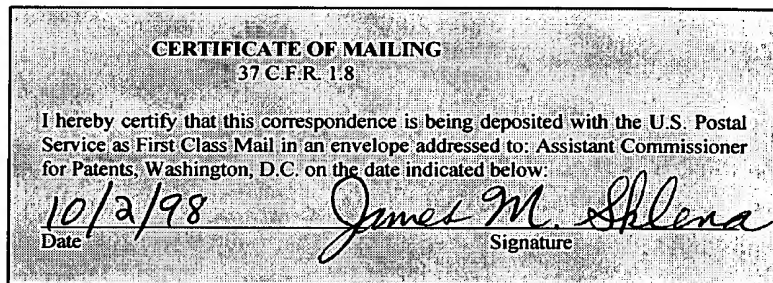 CERTIFICATE OF MAILING
37 C.F.R. 1.8
I hereby certify that this correspondence is being deposited with the U.S. Postal
Service as First Class Mail in an envelope addressed to: Assistant Commissioner
for Patents, Washington, D.C. on the date indicated below:
10/2/98 James M. Sklena
Date Signature